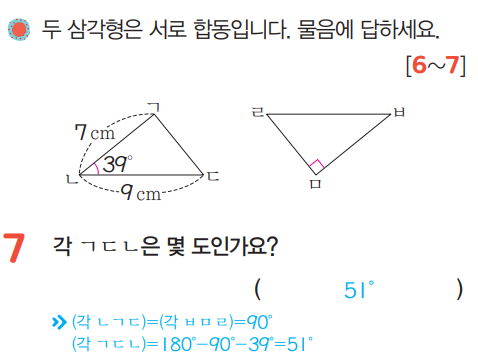 두 삼각형은 서로 합동입니다. 물음에 답하세요.
[6~7]
ㄱ
7 cm
39°
ㄴ
ㄷ
9 cm
ㄹ
ㅂ
ㅁ
7 각 ㄱㄷㄴ은 몇 도인가요?
( 51° )
(각 ㄴㄱㄷ)=(각 ㅂㅁㄹ)=90°
(각 ㄱㄷㄴ)=180°-90°-39°=51°